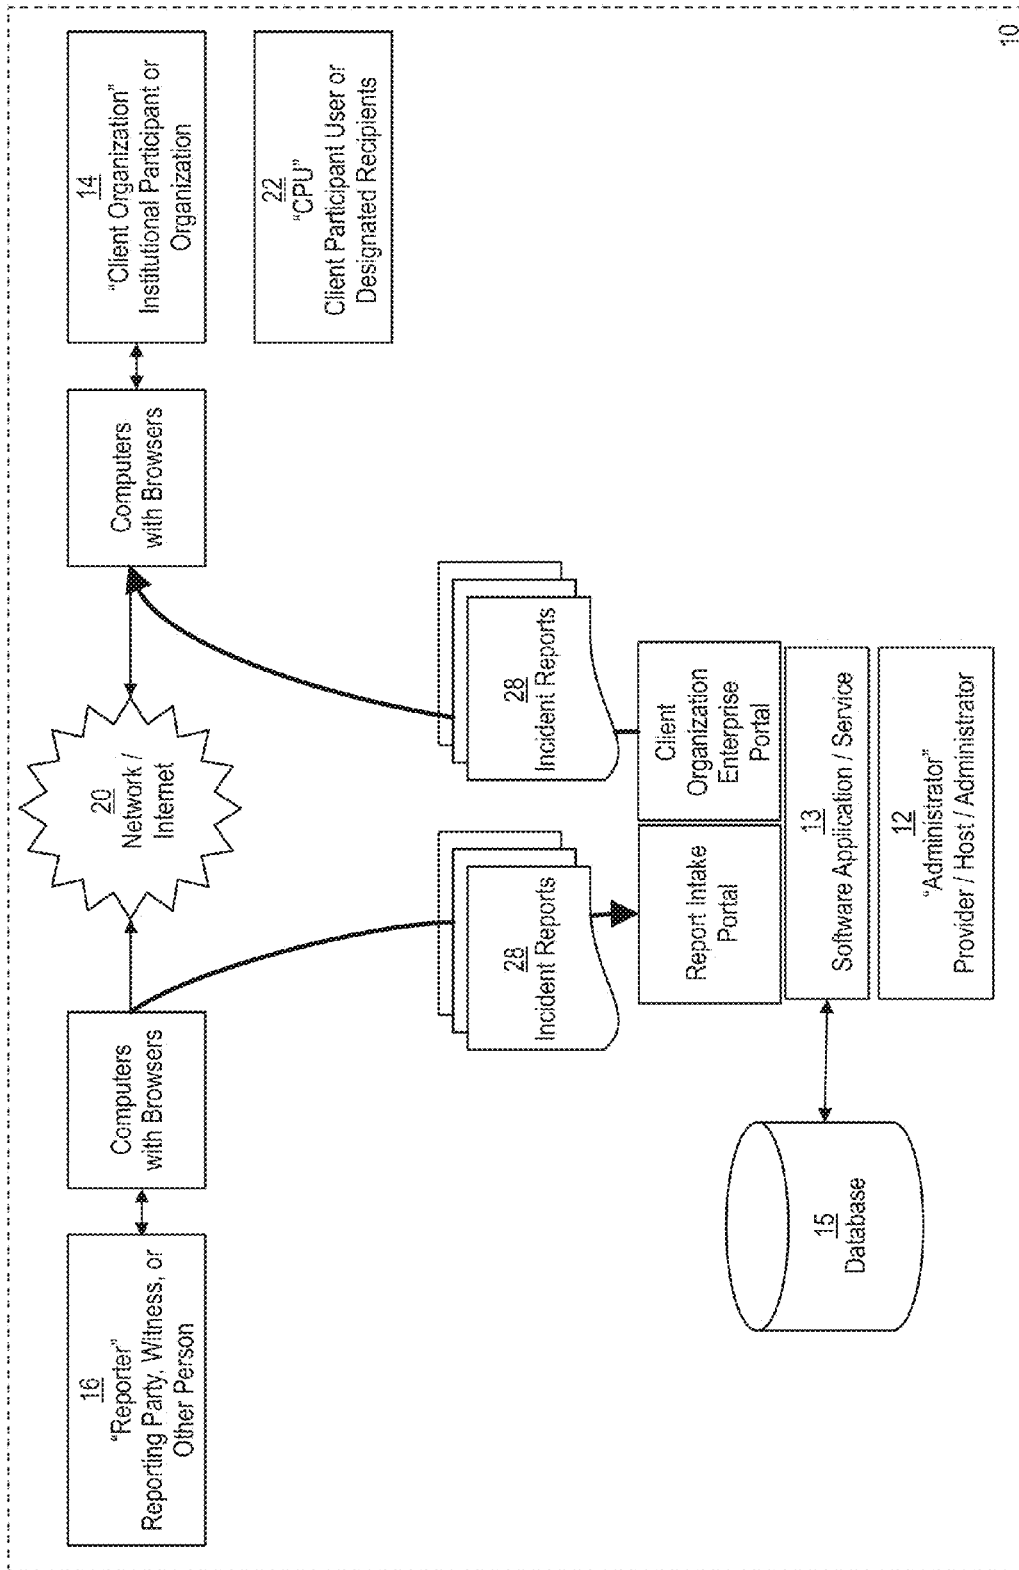 16
"Reporter"
Reporting Party, Witness, or
Other Person
Computers
with Browsers
20
Network /
Internet
Computers
with Browsers
14
"Client Organization"
Institutional Participant or
Organization
22
"CPU"
Client Participant User or
Designated Recipients
28
Incident Reports
28
Incident Reports
Report Intake
Portal
Client
Organization
Enterprise
Portal
15
Database
13
Software Application / Service
12
"Administrator"
Provider / Host / Administrator
10